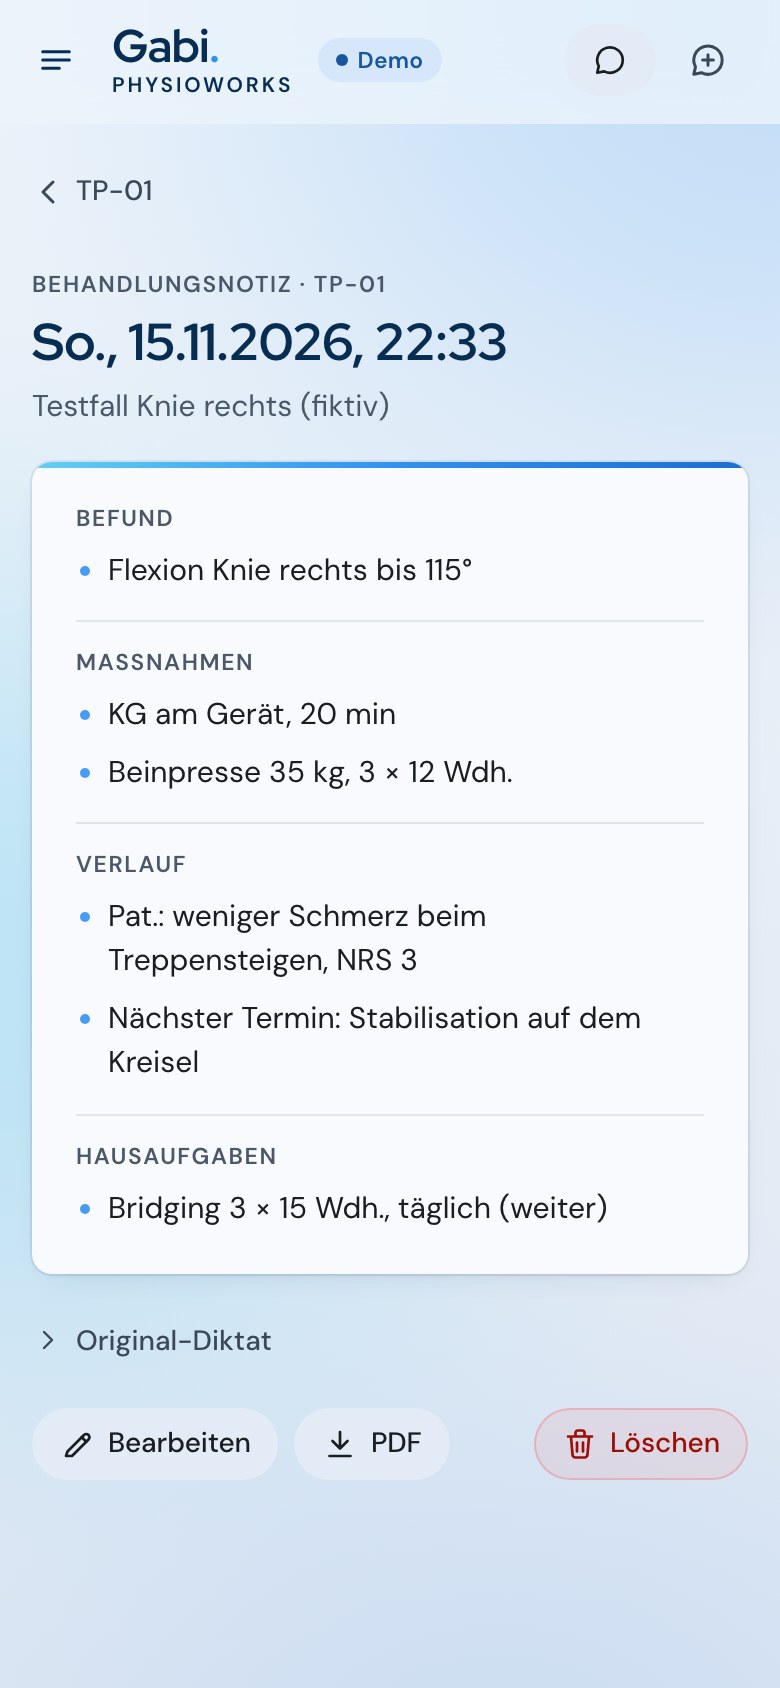 Gabi.
PHYSIOWORKS
Demo
TP-01
BEHANDLUNGSNOTIZ · TP-01
So., 15.11.2026, 22:33
Testfall Knie rechts (fiktiv)
BEFUND
Flexion Knie rechts bis 115°
MASSNAHMEN
KG am Gerät, 20 min
Beinpresse 35 kg, 3 × 12 Wdh.
VERLAUF
Pat.: weniger Schmerz beim
Treppensteigen, NRS 3
Nächster Termin: Stabilisation auf dem
Kreisel
HAUSAUFGABEN
Bridging 3 × 15 Wdh., täglich (weiter)
Original-Diktat
Bearbeiten
PDF
Löschen